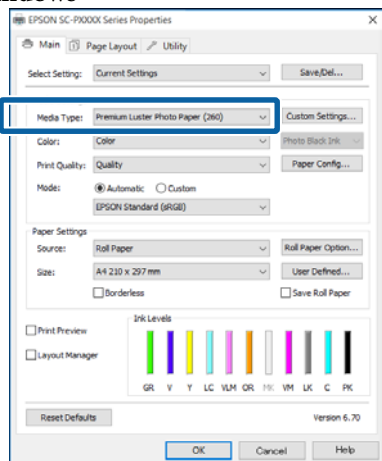 EPSON SC-PXXXX Series Properties
Main Page Layout Utility
Select Setting: Current Settings Save/Del...
Media Type: Premium Luster Photo Paper (260) Custom Settings...
Color: Color Photo Black Ink
Print Quality: Quality Paper Config...
Mode: Automatic Custom
EPSON Standard (sRGB)
Paper Settings
Source: Roll Paper Roll Paper Option...
Size: A4 210 x 297 mm User Defined...
Borderless Save Roll Paper
Ink Levels
Print Preview
Layout Manager
GR V Y LC VLM OR MK VM LK C PK
Reset Defaults Version 6.70
OK Cancel Help